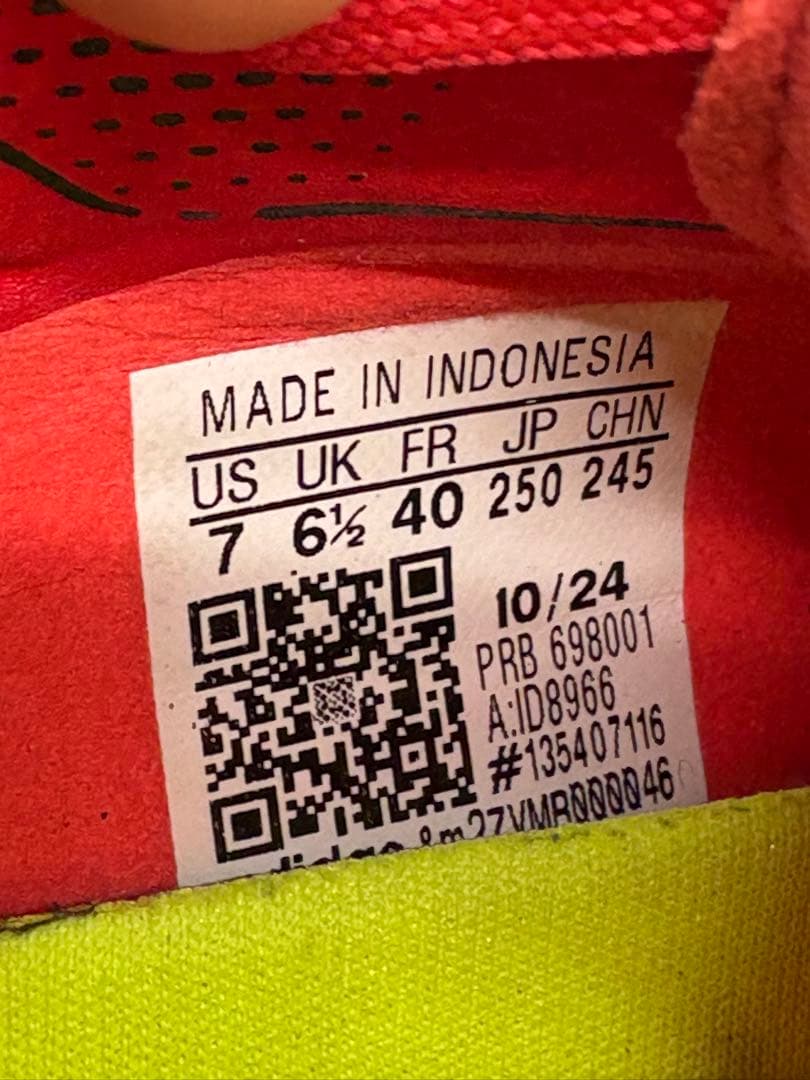 MADE IN INDONESIA
US UK FR JP CHN
7 6½ 40 250 245
10/24
PRB 698001
A:ID8966
#135407116